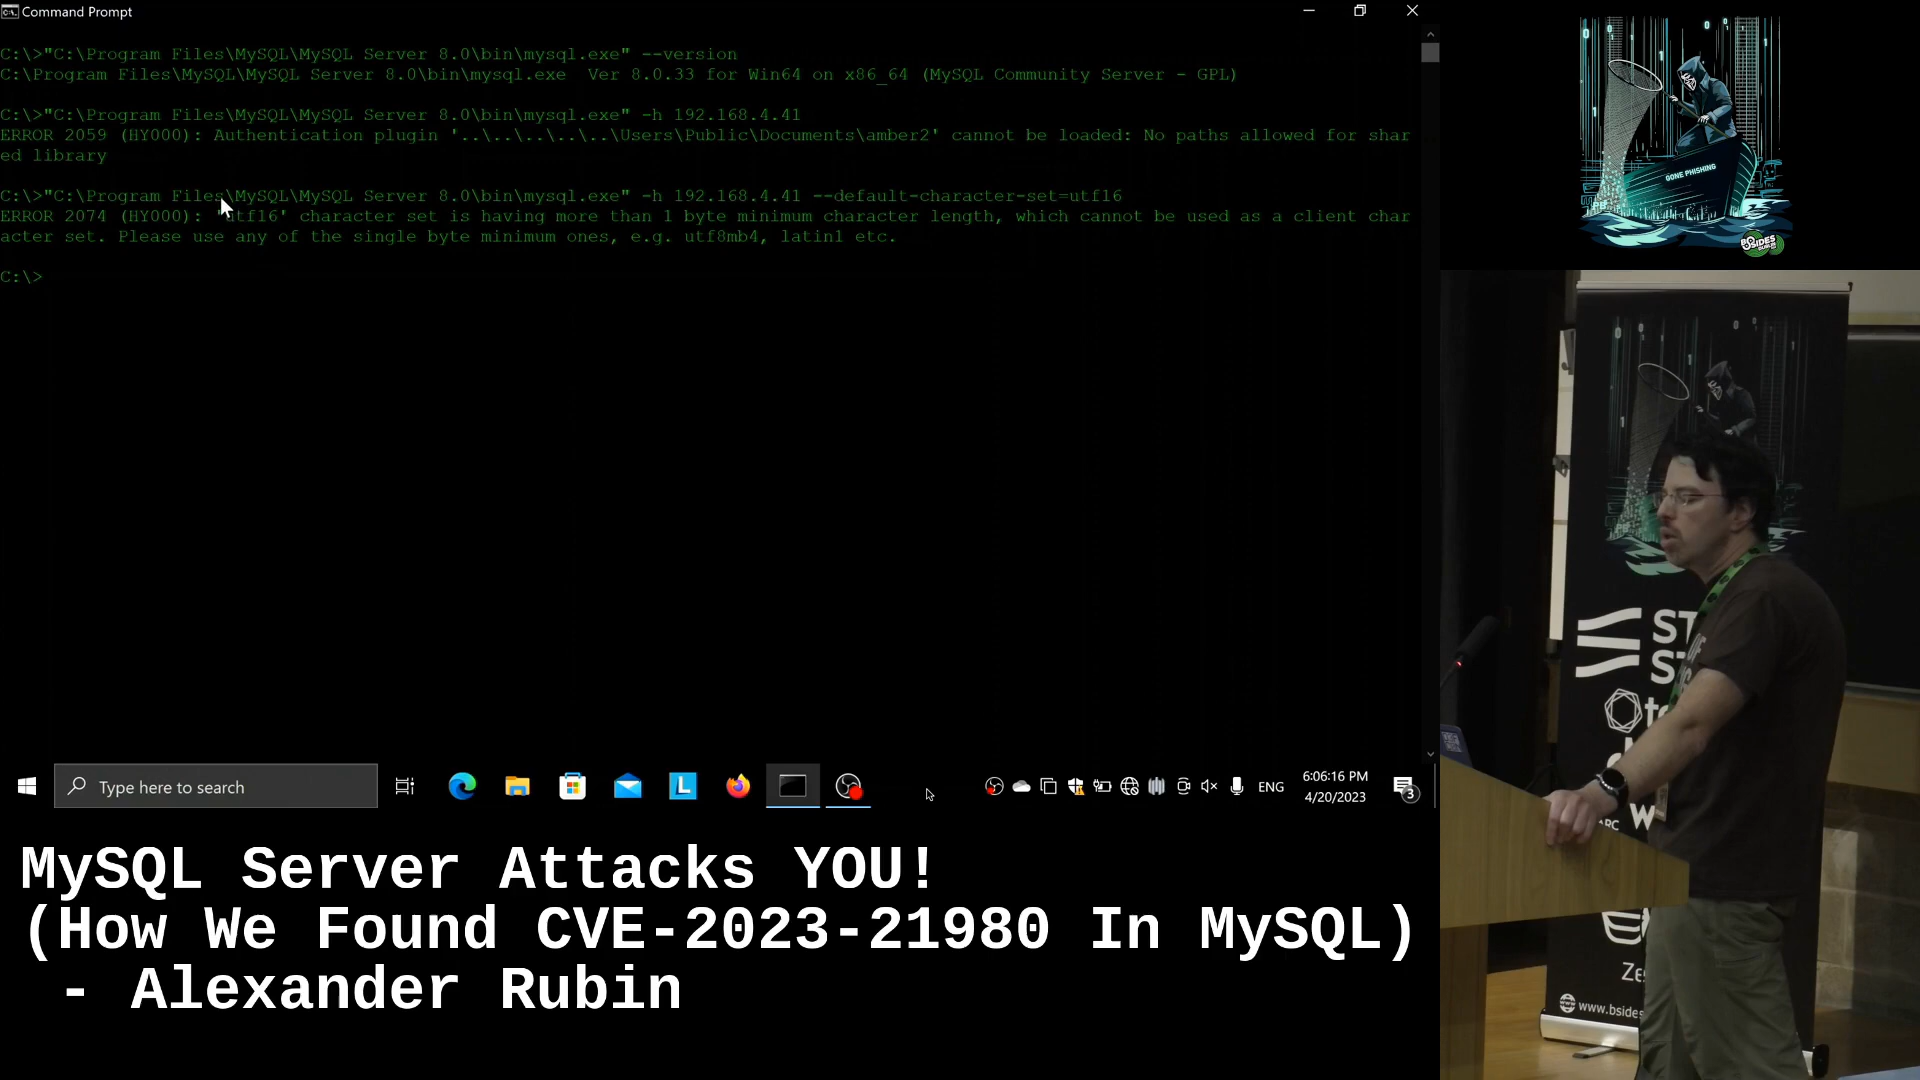 Command Prompt
C:\>"C:\Program Files\MySQL\MySQL Server 8.0\bin\mysql.exe" --version
C:\Program Files\MySQL\MySQL Server 8.0\bin\mysql.exe  Ver 8.0.33 for Win64 on x86_64 (MySQL Community Server - GPL)
C:\>"C:\Program Files\MySQL\MySQL Server 8.0\bin\mysql.exe" -h 192.168.4.41
ERROR 2059 (HY000): Authentication plugin '..\..\..\..\..\Users\Public\Documents\amber2' cannot be loaded: No paths allowed for shar
ed library
C:\>"C:\Program Files\MySQL\MySQL Server 8.0\bin\mysql.exe" -h 192.168.4.41 --default-character-set=utf16
ERROR 2074 (HY000): 'utf16' character set is having more than 1 byte minimum character length, which cannot be used as a client char
acter set. Please use any of the single byte minimum ones, e.g. utf8mb4, latin1 etc.
C:\>
Type here to search
L
ENG
6:06:16 PM
4/20/2023
3
MySQL Server Attacks YOU!
(How We Found CVE-2023-21980 In MySQL)
- Alexander Rubin
GONE PHISHING
BSIDES
ST
ST
Ze
www.bsides